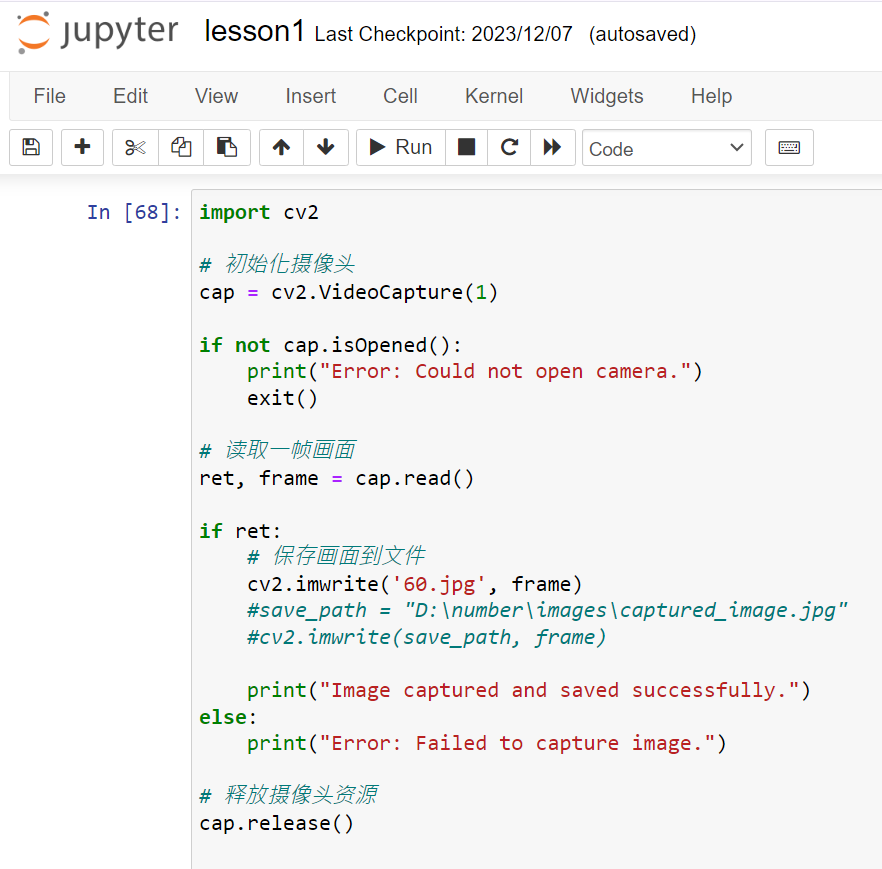 jupyter lesson1 Last Checkpoint: 2023/12/07 (autosaved)
File Edit View Insert Cell Kernel Widgets Help
Run Code
In [68]: import cv2
# 初始化摄像头
cap = cv2.VideoCapture(1)
if not cap.isOpened():
    print("Error: Could not open camera.")
    exit()
# 读取一帧画面
ret, frame = cap.read()
if ret:
    # 保存画面到文件
    cv2.imwrite('60.jpg', frame)
    #save_path = "D:\number\images\captured_image.jpg"
    #cv2.imwrite(save_path, frame)
    print("Image captured and saved successfully.")
else:
    print("Error: Failed to capture image.")
# 释放摄像头资源
cap.release()